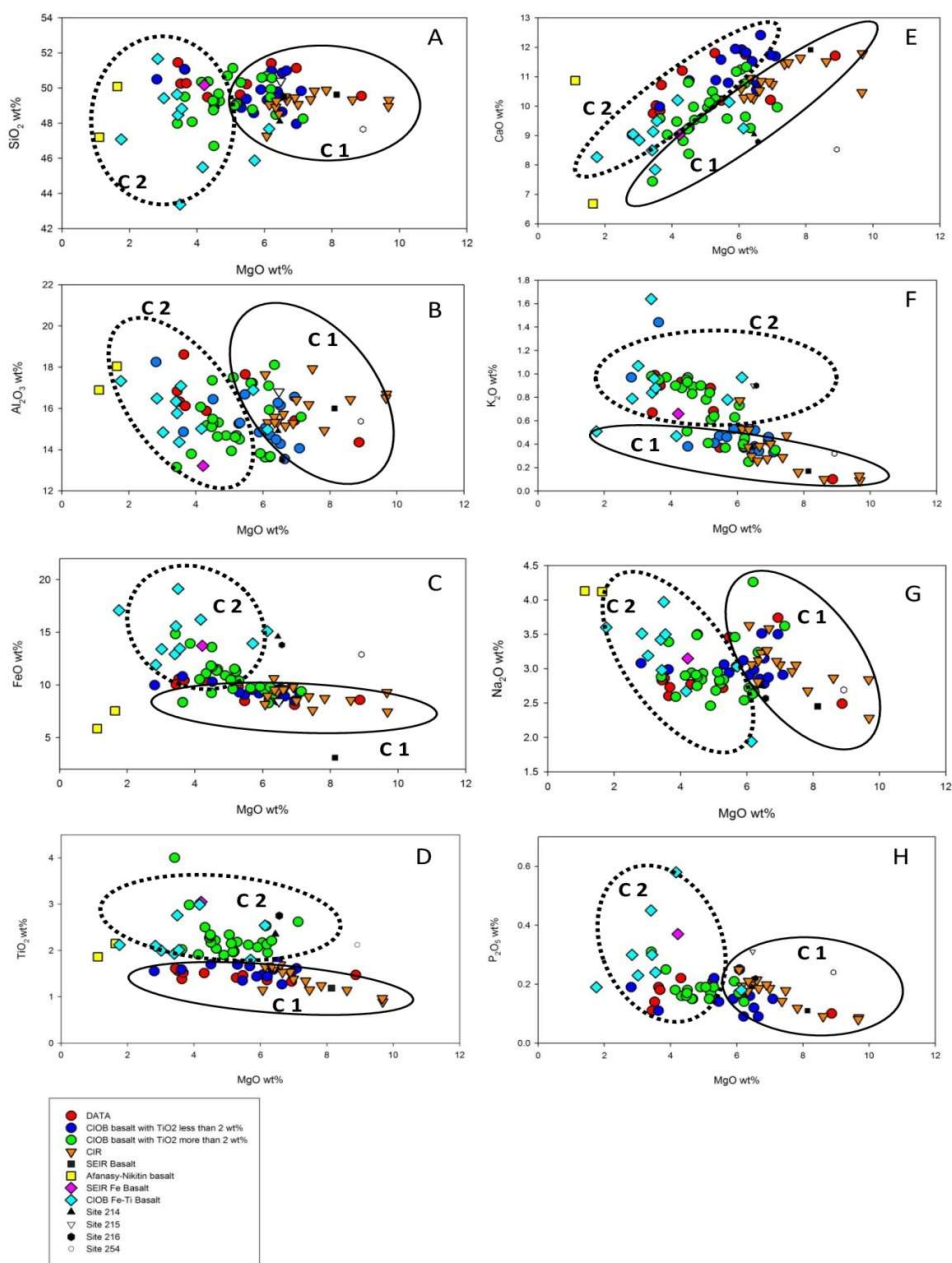 A
SiO2 wt%
54
52
50
48
46
44
42
C 2
C 1
0 2 4 6 8 10 12
MgO wt%
E
CaO wt%
13
12
11
10
9
8
7
6
C 2
C 1
0 2 4 6 8 10 12
MgO wt%
B
Al2O3 wt%
22
20
18
16
14
12
C 2
C 1
0 2 4 6 8 10 12
MgO wt%
F
K2O wt%
1.8
1.6
1.4
1.2
1.0
0.8
0.6
0.4
0.2
0.0
C 2
C 1
0 2 4 6 8 10 12
MgO wt%
C
FeO wt%
20
15
10
5
C 2
C 1
0 2 4 6 8 10 12
MgO wt%
G
Na2O wt%
4.5
4.0
3.5
3.0
2.5
2.0
1.5
C 2
C 1
0 2 4 6 8 10 12
MgO wt%
D
TiO2 wt%
4
3
2
1
0
C 2
C 1
0 2 4 6 8 10 12
MgO wt%
H
P2O5 wt%
0.6
0.4
0.2
0.0
C 2
C 1
0 2 4 6 8 10 12
MgO wt%
DATA
CIOB basalt with TiO2 less than 2 wt%
CIOB basalt with TiO2 more than 2 wt%
CIR
SEIR Basalt
Afanasy-Nikitin basalt
SEIR Fe Basalt
CIOB Fe-Ti Basalt
Site 214
Site 215
Site 216
Site 254